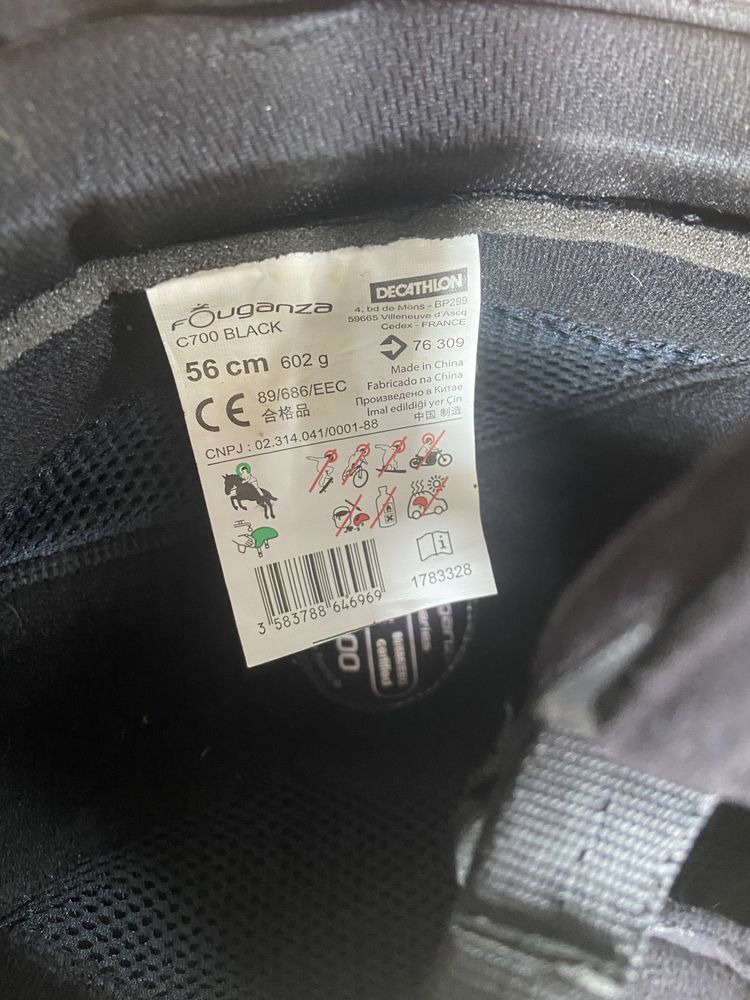 FOUGANZA
C700 BLACK
56 cm 602 g
CE
89/686/EEC
合格品
CNPJ : 02.314.041/0001-88
DECATHLON
4, bd de Mons - BP299
59665 Villeneuve d'Ascq
Cedex - FRANCE
76 309
Made in China
Fabricado na China
Произведено в Китае
İmal edildiği yer Çin
中国 制造
3 583788 646969
1783328
Certified
00
series